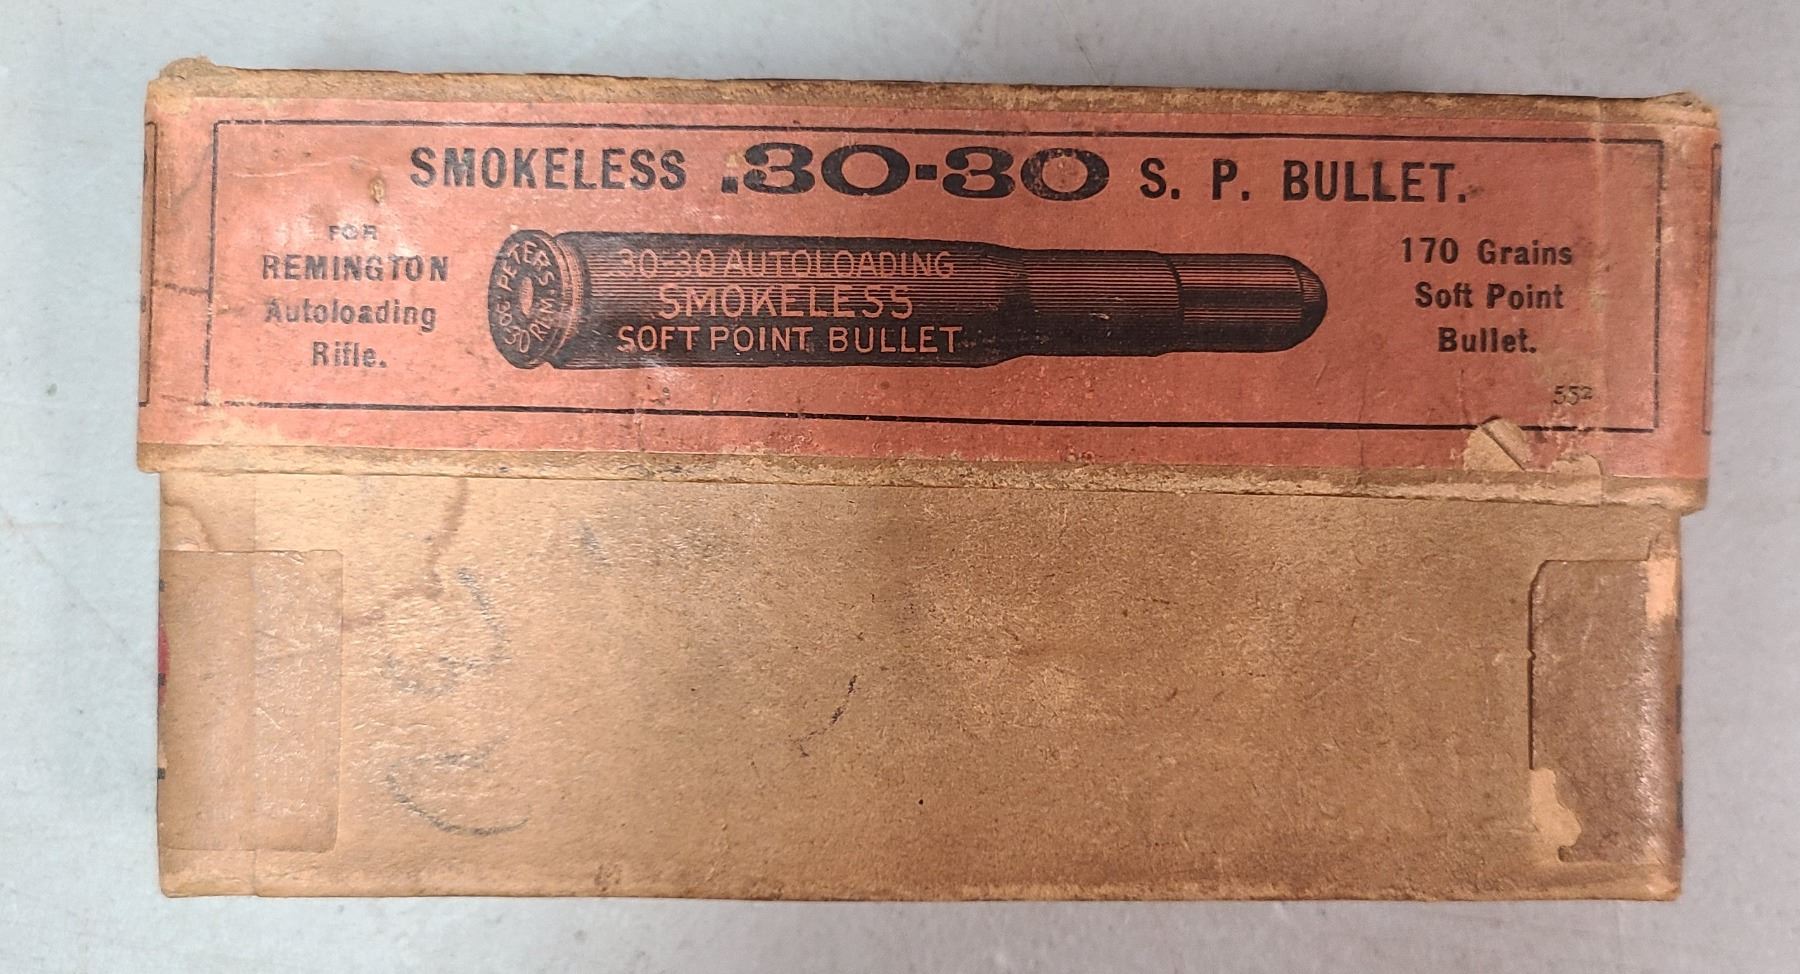 SMOKELESS .30-30 S. P. BULLET.
FOR
REMINGTON
Autoloading
Rifle.
PETERS
30 REM
30-30 AUTOLOADING
SMOKELESS
SOFT POINT BULLET
170 Grains
Soft Point
Bullet.
552